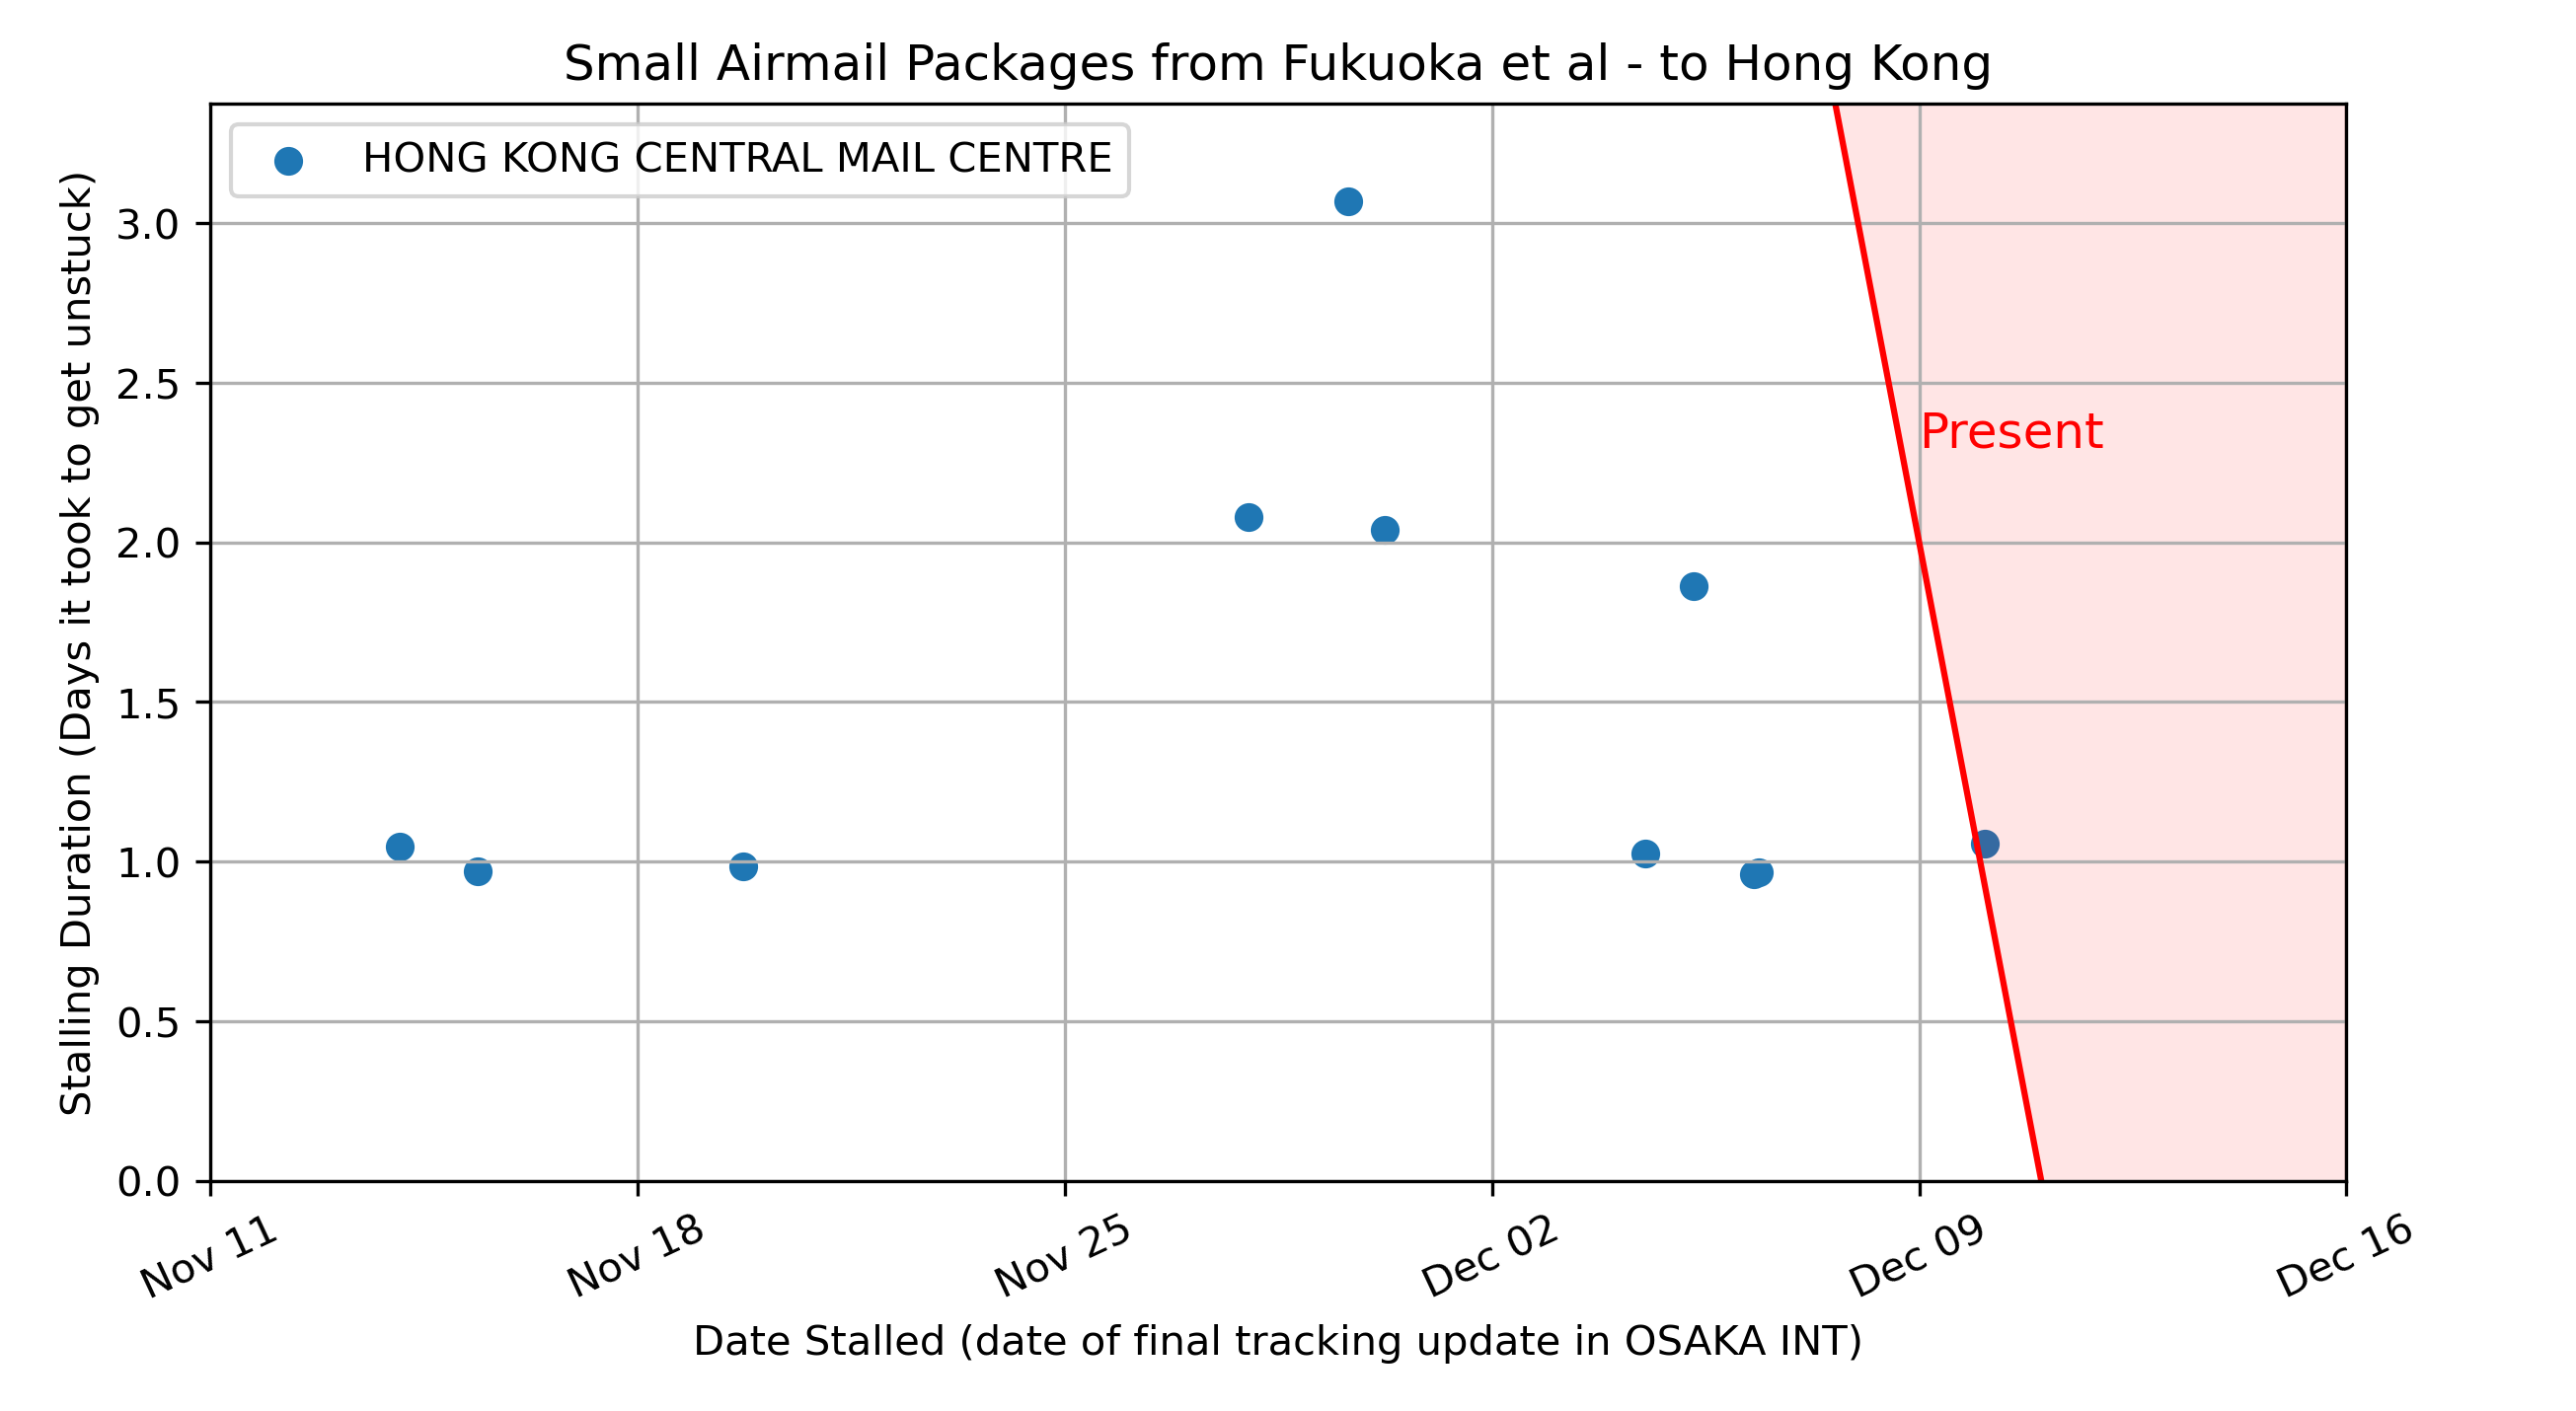 Small Airmail Packages from Fukuoka et al - to Hong Kong
HONG KONG CENTRAL MAIL CENTRE
Stalling Duration (Days it took to get unstuck)
3.0
2.5
2.0
1.5
1.0
0.5
0.0
Present
Nov 11
Nov 18
Nov 25
Dec 02
Dec 09
Dec 16
Date Stalled (date of final tracking update in OSAKA INT)